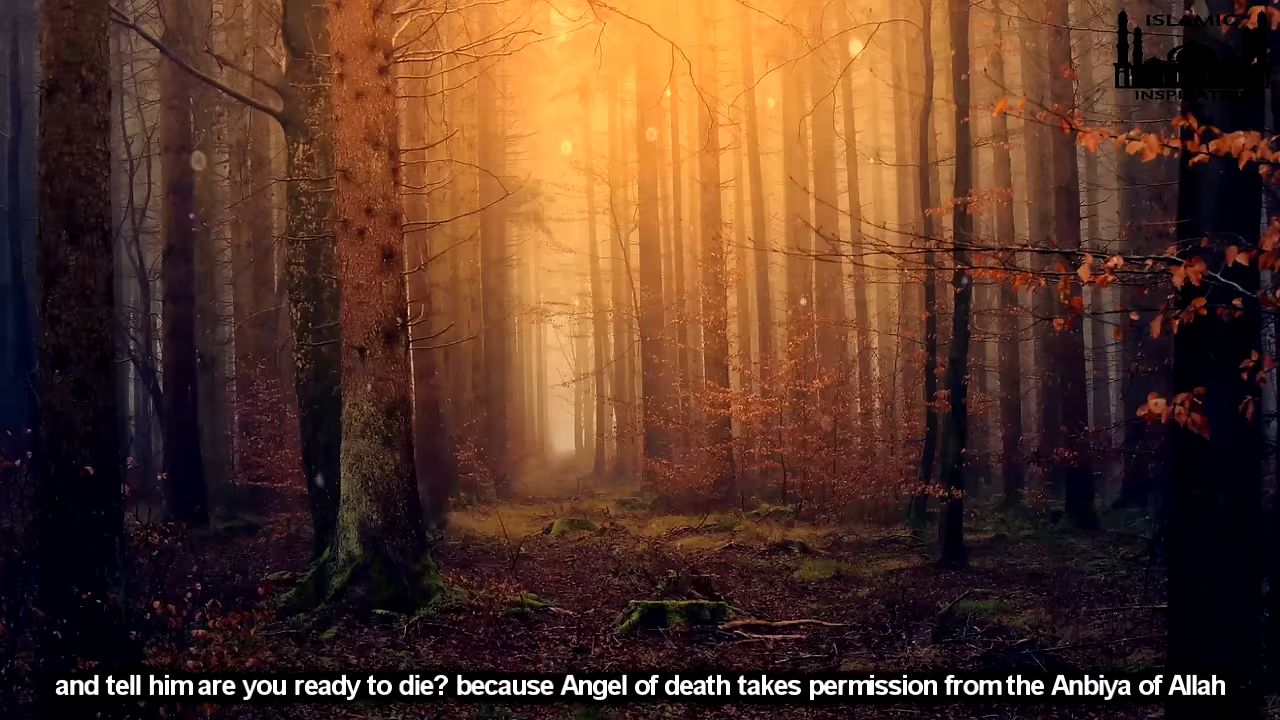 ISLAMIC
and tell him are you ready to die? because Angel of death takes permission from the Anbiya of Allah